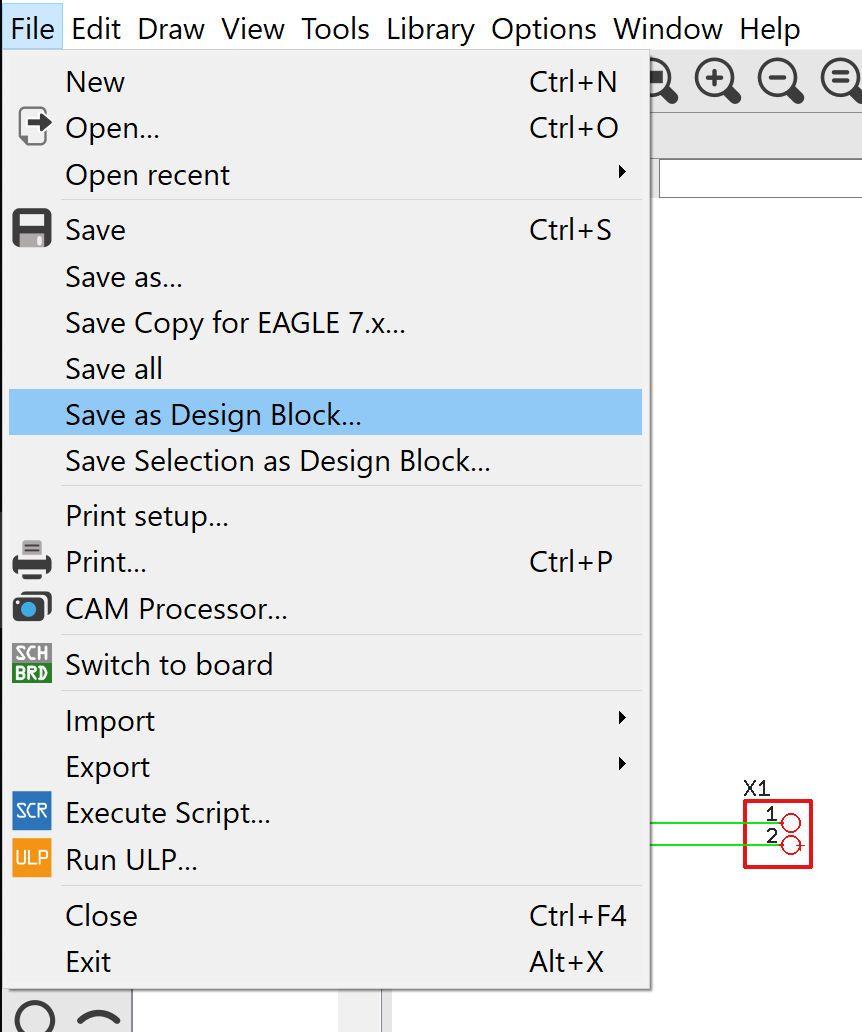 File Edit Draw View Tools Library Options Window Help
New Ctrl+N
Open... Ctrl+O
Open recent
Save Ctrl+S
Save as...
Save Copy for EAGLE 7.x...
Save all
Save as Design Block...
Save Selection as Design Block...
Print setup...
Print... Ctrl+P
CAM Processor...
SCH
BRD
Switch to board
Import
Export
SCR Execute Script...
ULP Run ULP...
Close Ctrl+F4
Exit Alt+X
X1
1
2